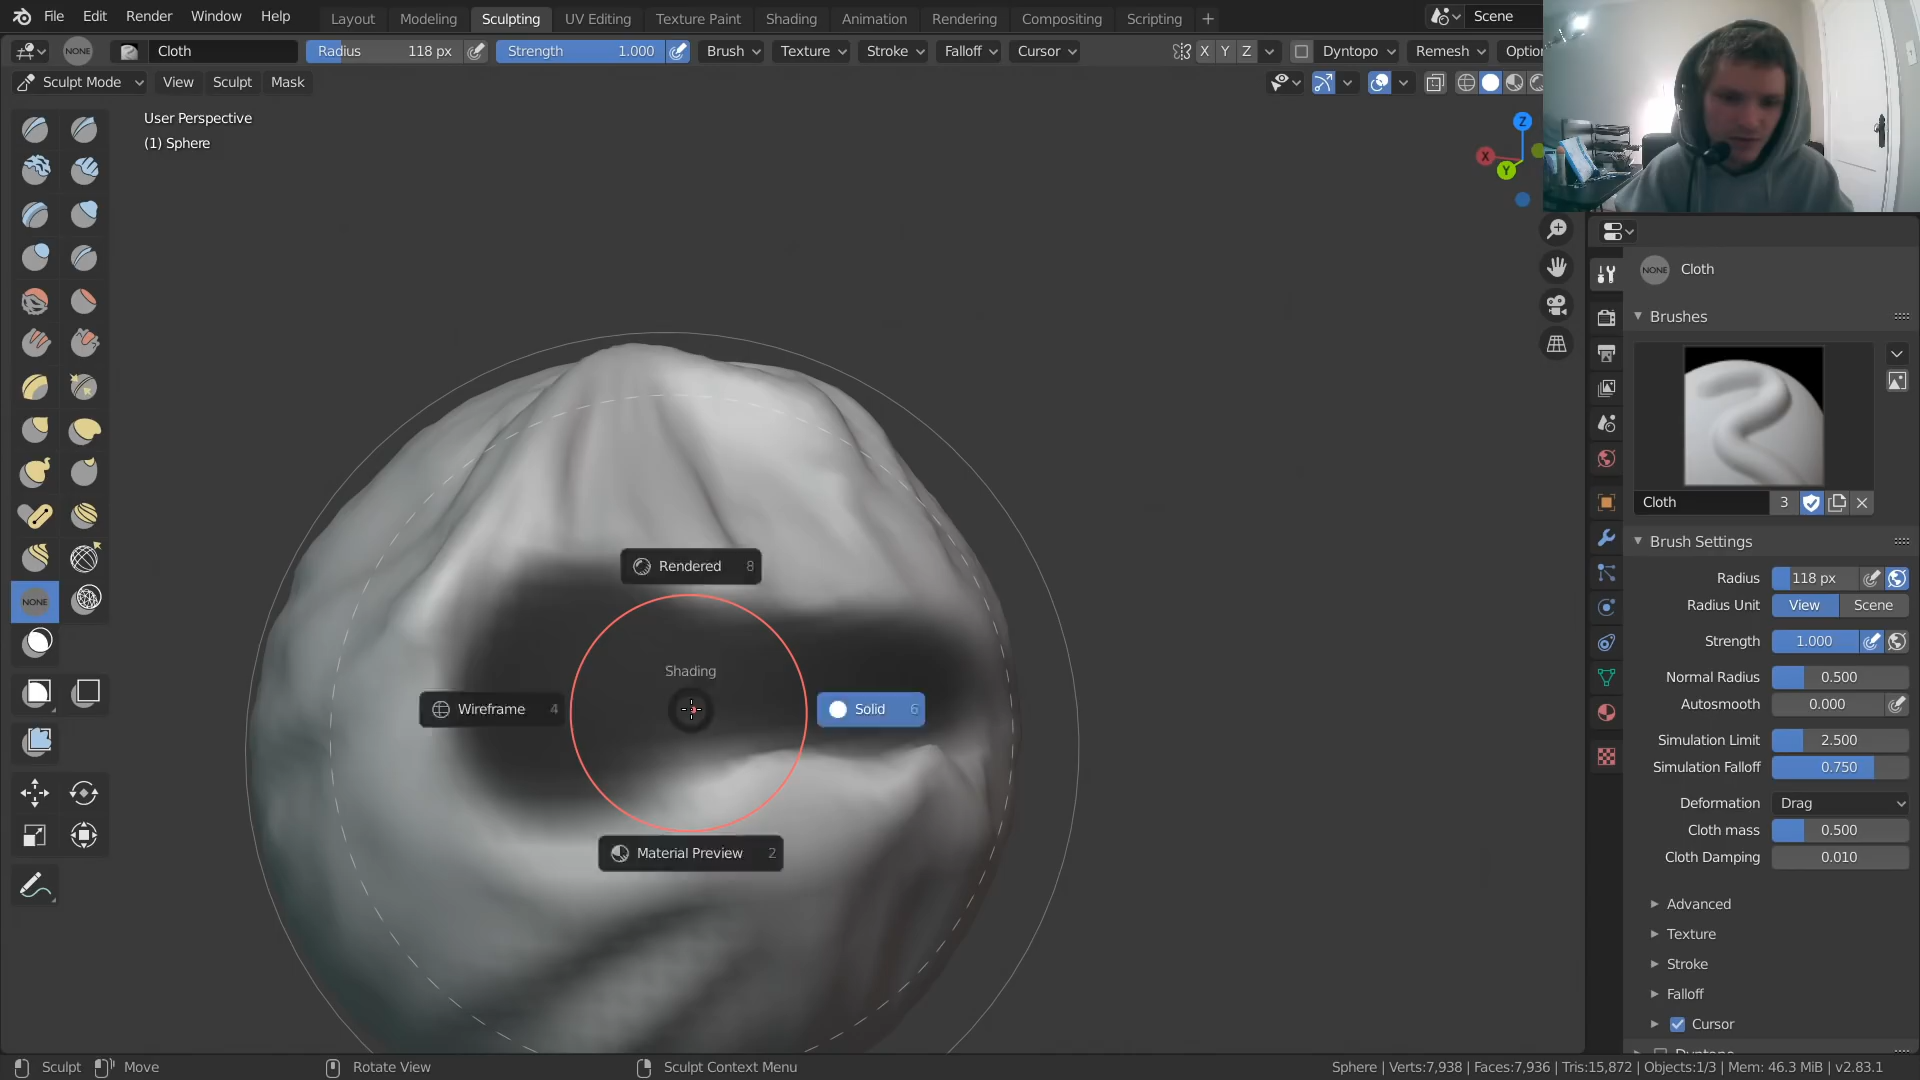 File Edit Render Window Help
Layout Modeling Sculpting UV Editing Texture Paint Shading Animation Rendering Compositing Scripting +
Scene
NONE Cloth Radius 118 px Strength 1.000 Brush Texture Stroke Falloff Cursor X Y Z Dyntopo Remesh Optio
Sculpt Mode View Sculpt Mask
User Perspective
(1) Sphere
Z
X
Y
NONE Cloth
Brushes
Cloth 3
Brush Settings
Radius 118 px
Radius Unit View Scene
Strength 1.000
Normal Radius 0.500
Autosmooth 0.000
Simulation Limit 2.500
Simulation Falloff 0.750
Deformation Drag
Cloth mass 0.500
Cloth Damping 0.010
Advanced
Texture
Stroke
Falloff
Cursor
NONE
Rendered 8
Shading
Wireframe 4
Solid 6
Material Preview 2
Sculpt Move Rotate View Sculpt Context Menu
Sphere | Verts:7,938 | Faces:7,936 | Tris:15,872 | Objects:1/3 | Mem: 46.3 MiB | v2.83.1